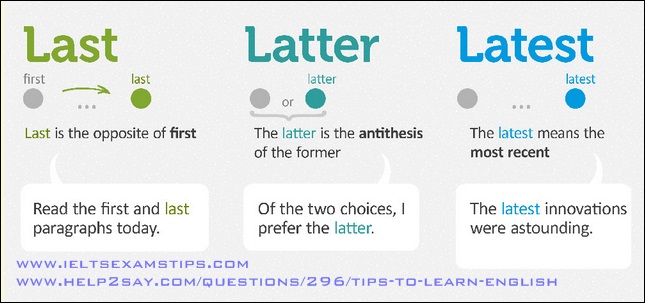 Last
Latter
Latest
first
last
latter
latest
...
or
...
Last is the opposite of first
The latter is the antithesis
of the former
The latest means the
most recent
Read the first and last
paragraphs today.
Of the two choices, I
prefer the latter.
The latest innovations
were astounding.
WWW.IELTSEXAMSTIPS.COM
WWW.HELP2SAY.COM/QUESTIONS/296/TIPS-TO-LEARN-ENGLISH